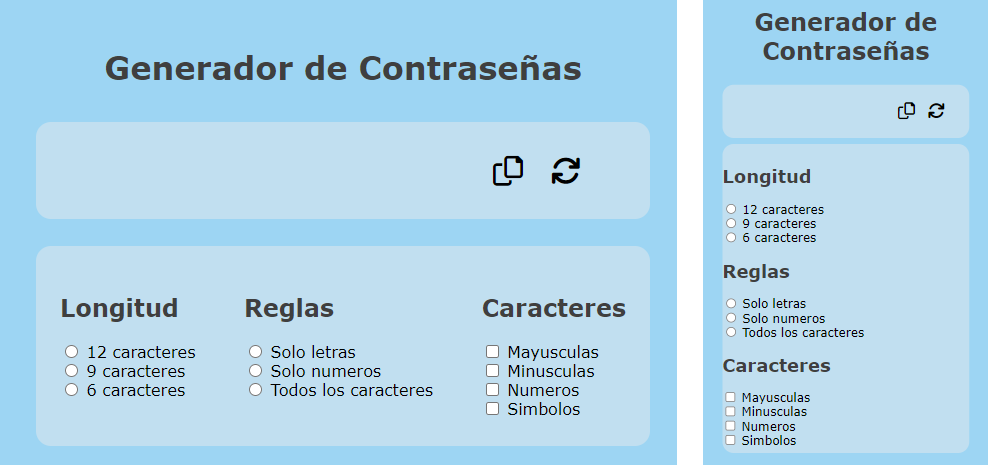 Generador de Contraseñas
Longitud
12 caracteres
9 caracteres
6 caracteres
Reglas
Solo letras
Solo numeros
Todos los caracteres
Caracteres
Mayusculas
Minusculas
Numeros
Simbolos
Generador de
Contraseñas
Longitud
12 caracteres
9 caracteres
6 caracteres
Reglas
Solo letras
Solo numeros
Todos los caracteres
Caracteres
Mayusculas
Minusculas
Numeros
Simbolos